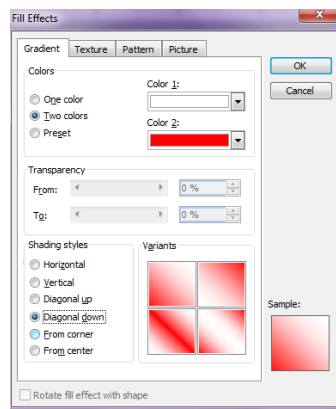 Fill Effects
Gradient Texture Pattern Picture
OK
Cancel
Colors
One color
Two colors
Preset
Color 1:
Color 2:
Transparency
From: 0 %
To: 0 %
Shading styles
Horizontal
Vertical
Diagonal up
Diagonal down
From corner
From center
Variants
Sample:
Rotate fill effect with shape